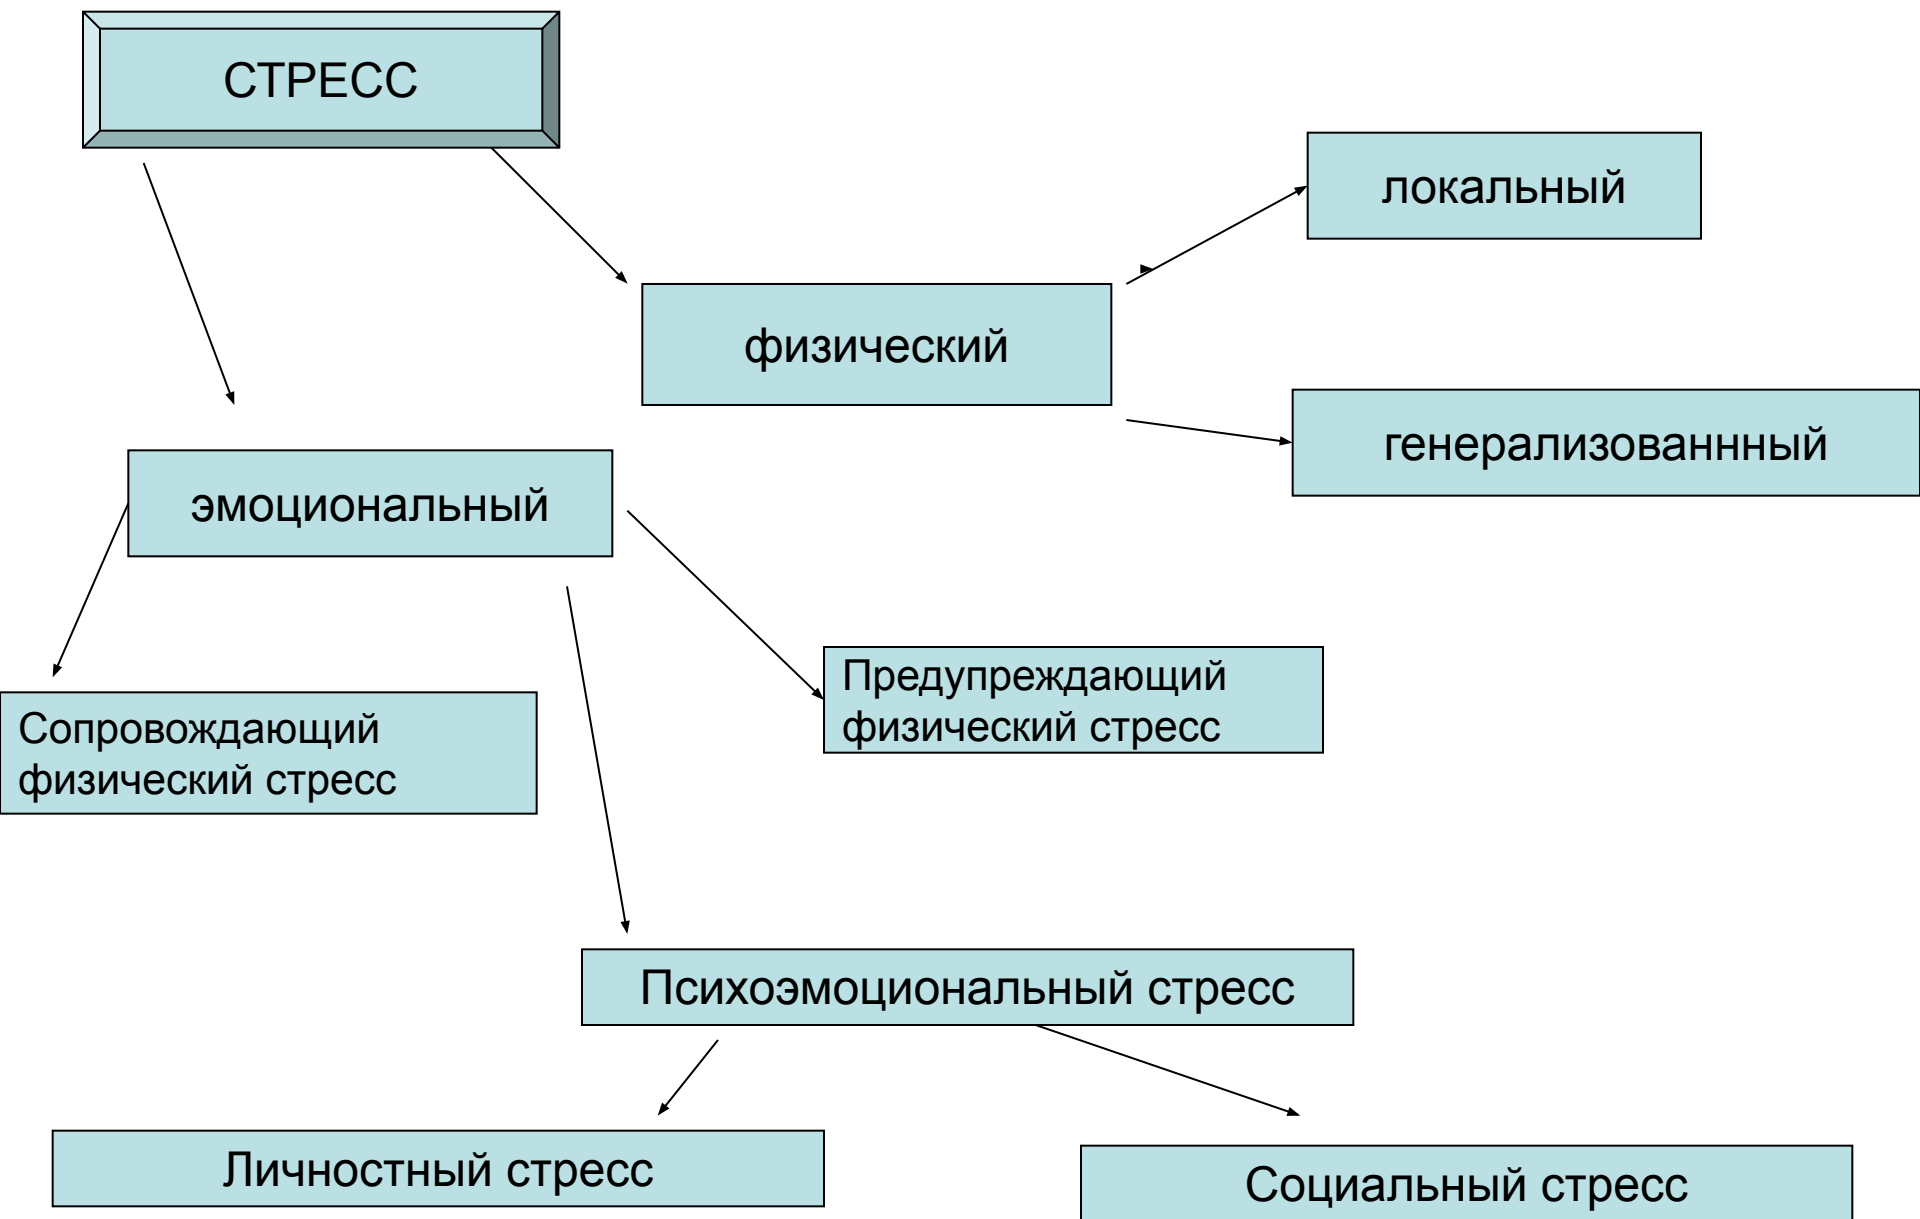 СТРЕСС
локальный
физический
генерализованнный
эмоциональный
Предупреждающий
физический стресс
Сопровождающий
физический стресс
Психоэмоциональный стресс
Личностный стресс
Социальный стресс